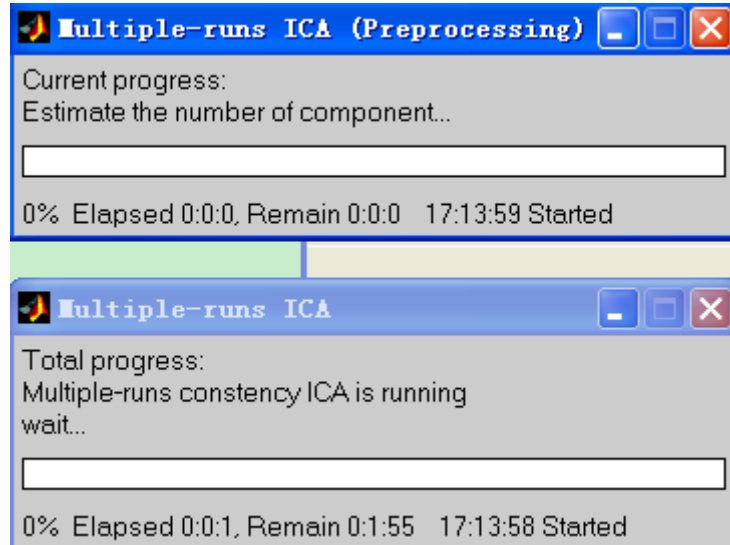 Multiple-runs ICA (Preprocessing)
Current progress:
Estimate the number of component...
0% Elapsed 0:0:0, Remain 0:0:0 17:13:59 Started
Multiple-runs ICA
Total progress:
Multiple-runs constency ICA is running
wait...
0% Elapsed 0:0:1, Remain 0:1:55 17:13:58 Started